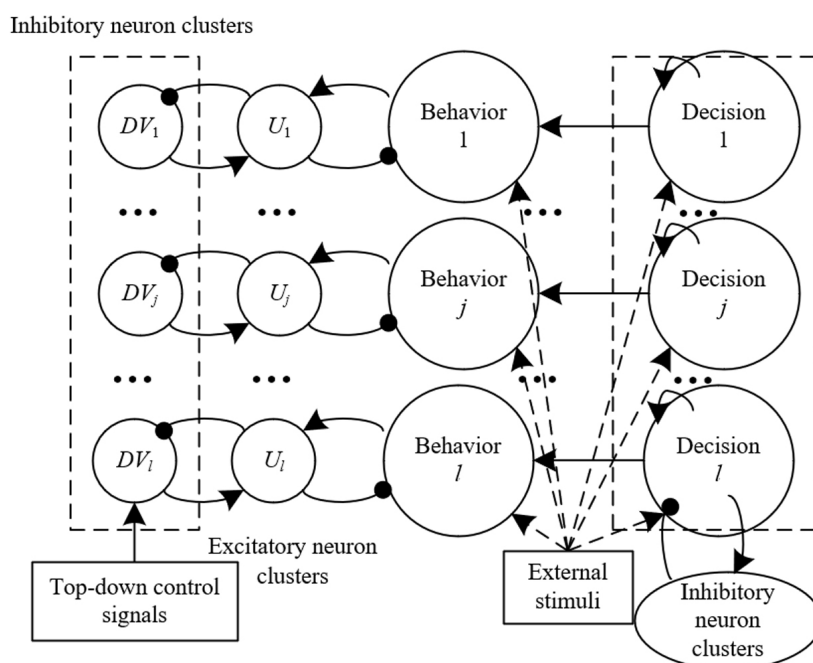 Inhibitory neuron clusters
DV1
U1
Behavior
1
Decision
1
DVj
Uj
Behavior
j
Decision
j
DVl
Ul
Behavior
l
Decision
l
Excitatory neuron
clusters
Top-down control
signals
External
stimuli
Inhibitory
neuron
clusters